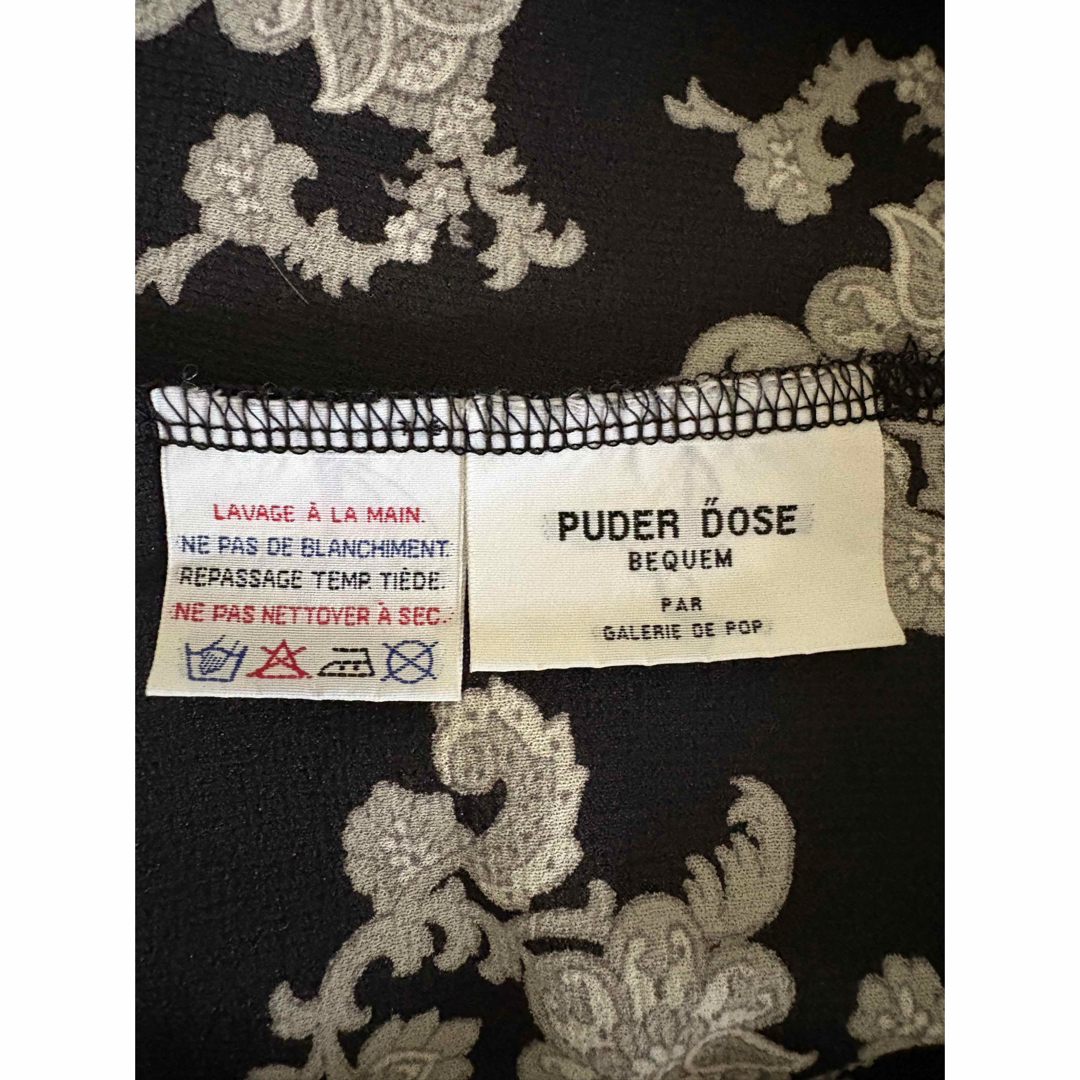 LAVAGE À LA MAIN.
NE PAS DE BLANCHIMENT.
REPASSAGE TEMP. TIÈDE.
NE PAS NETTOYER À SEC.
PUDER D̋OSE
BEQUEM
PAR
GALERIE DE POP